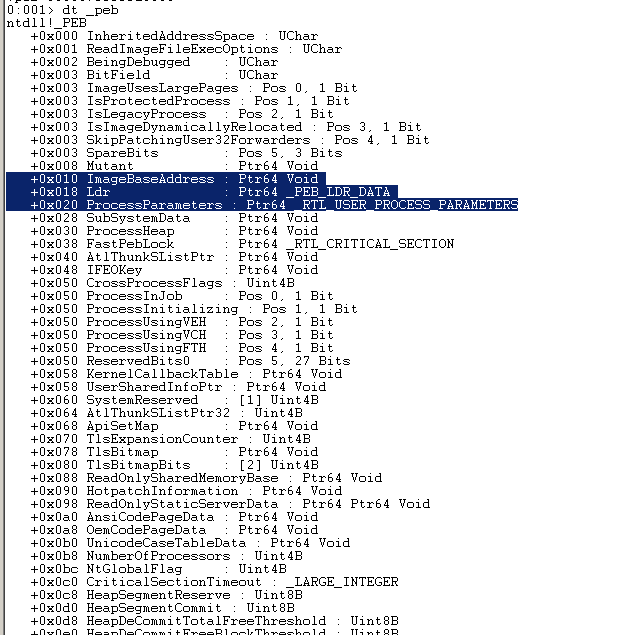 0:001> dt _peb
ntdll!_PEB
+0x000 InheritedAddressSpace : UChar
+0x001 ReadImageFileExecOptions : UChar
+0x002 BeingDebugged : UChar
+0x003 BitField : UChar
+0x003 ImageUsesLargePages : Pos 0, 1 Bit
+0x003 IsProtectedProcess : Pos 1, 1 Bit
+0x003 IsLegacyProcess : Pos 2, 1 Bit
+0x003 IsImageDynamicallyRelocated : Pos 3, 1 Bit
+0x003 SkipPatchingUser32Forwarders : Pos 4, 1 Bit
+0x003 SpareBits : Pos 5, 3 Bits
+0x008 Mutant : Ptr64 Void
+0x010 ImageBaseAddress : Ptr64 Void
+0x018 Ldr : Ptr64 _PEB_LDR_DATA
+0x020 ProcessParameters : Ptr64 _RTL_USER_PROCESS_PARAMETERS
+0x028 SubSystemData : Ptr64 Void
+0x030 ProcessHeap : Ptr64 Void
+0x038 FastPebLock : Ptr64 _RTL_CRITICAL_SECTION
+0x040 AtlThunkSListPtr : Ptr64 Void
+0x048 IFEOKey : Ptr64 Void
+0x050 CrossProcessFlags : Uint4B
+0x050 ProcessInJob : Pos 0, 1 Bit
+0x050 ProcessInitializing : Pos 1, 1 Bit
+0x050 ProcessUsingVEH : Pos 2, 1 Bit
+0x050 ProcessUsingVCH : Pos 3, 1 Bit
+0x050 ProcessUsingFTH : Pos 4, 1 Bit
+0x050 ReservedBits0 : Pos 5, 27 Bits
+0x058 KernelCallbackTable : Ptr64 Void
+0x058 UserSharedInfoPtr : Ptr64 Void
+0x060 SystemReserved : [1] Uint4B
+0x064 AtlThunkSListPtr32 : Uint4B
+0x068 ApiSetMap : Ptr64 Void
+0x070 TlsExpansionCounter : Uint4B
+0x078 TlsBitmap : Ptr64 Void
+0x080 TlsBitmapBits : [2] Uint4B
+0x088 ReadOnlySharedMemoryBase : Ptr64 Void
+0x090 HotpatchInformation : Ptr64 Void
+0x098 ReadOnlyStaticServerData : Ptr64 Ptr64 Void
+0x0a0 AnsiCodePageData : Ptr64 Void
+0x0a8 OemCodePageData : Ptr64 Void
+0x0b0 UnicodeCaseTableData : Ptr64 Void
+0x0b8 NumberOfProcessors : Uint4B
+0x0bc NtGlobalFlag : Uint4B
+0x0c0 CriticalSectionTimeout : _LARGE_INTEGER
+0x0c8 HeapSegmentReserve : Uint8B
+0x0d0 HeapSegmentCommit : Uint8B
+0x0d8 HeapDeCommitTotalFreeThreshold : Uint8B
+0x0e0 HeapDeCommitFreeBlockThreshold : Uint8B